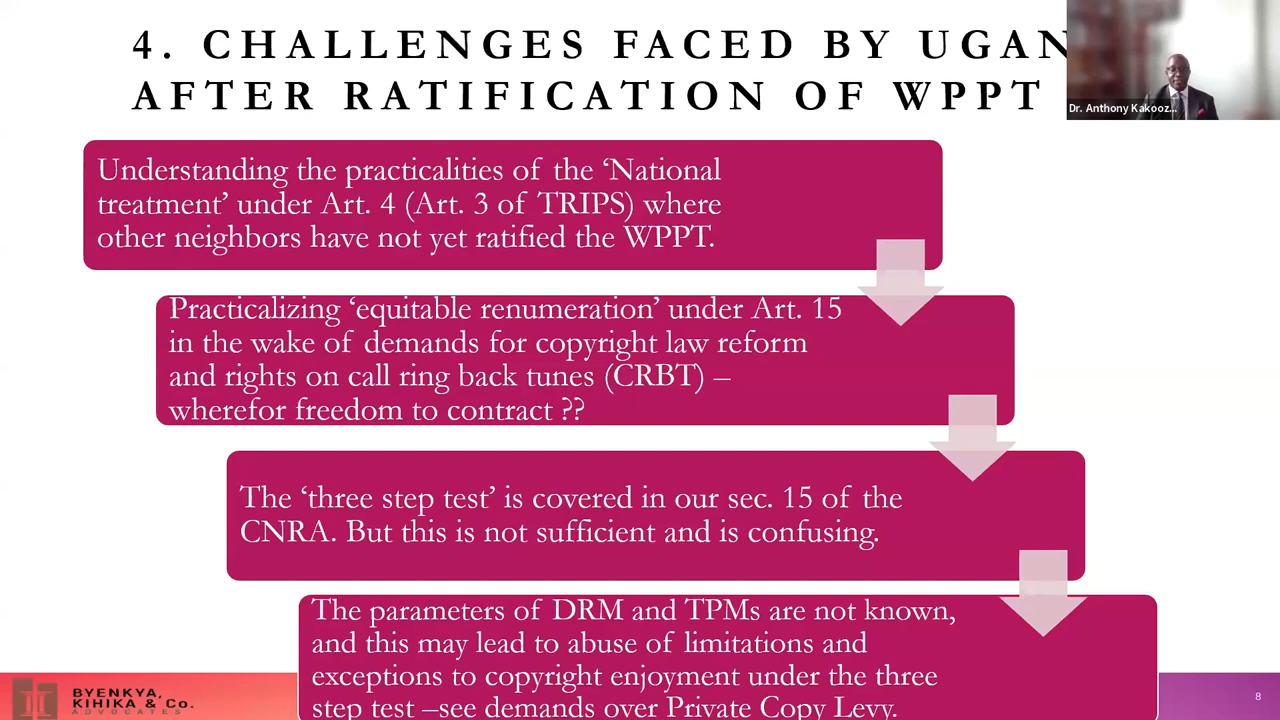 4. CHALLENGES FACED BY UGAN
AFTER RATIFICATION OF WPPT
Dr. Anthony Kakooz...
Understanding the practicalities of the ‘National
treatment’ under Art. 4 (Art. 3 of TRIPS) where
other neighbors have not yet ratified the WPPT.
Practicalizing ‘equitable renumeration’ under Art. 15
in the wake of demands for copyright law reform
and rights on call ring back tunes (CRBT) –
wherefor freedom to contract ??
The ‘three step test’ is covered in our sec. 15 of the
CNRA. But this is not sufficient and is confusing.
The parameters of DRM and TPMs are not known,
and this may lead to abuse of limitations and
exceptions to copyright enjoyment under the three
step test –see demands over Private Copy Levy.
BYENKYA,
KIHIKA & Co.
ADVOCATES
8